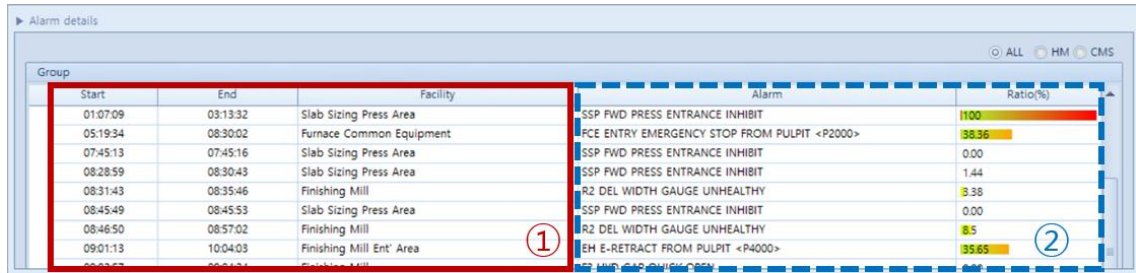 Alarm details
ALL HM CMS
Group
Start End Facility Alarm Ratio(%)
01:07:09 03:13:32 Slab Sizing Press Area SSP FWD PRESS ENTRANCE INHIBIT 100
05:19:34 08:30:02 Furnace Common Equipment FCE ENTRY EMERGENCY STOP FROM PULPIT <P2000> 38.36
07:45:13 07:45:16 Slab Sizing Press Area SSP FWD PRESS ENTRANCE INHIBIT 0.00
08:28:59 08:30:43 Slab Sizing Press Area SSP FWD PRESS ENTRANCE INHIBIT 1.44
08:31:43 08:35:46 Finishing Mill R2 DEL WIDTH GAUGE UNHEALTHY 3.38
08:45:49 08:45:53 Slab Sizing Press Area SSP FWD PRESS ENTRANCE INHIBIT 0.00
08:46:50 08:57:02 Finishing Mill R2 DEL WIDTH GAUGE UNHEALTHY 8.5
09:01:13 10:04:03 Finishing Mill Ent' Area EH E-RETRACT FROM PULPIT <P4000> 35.65
① ②